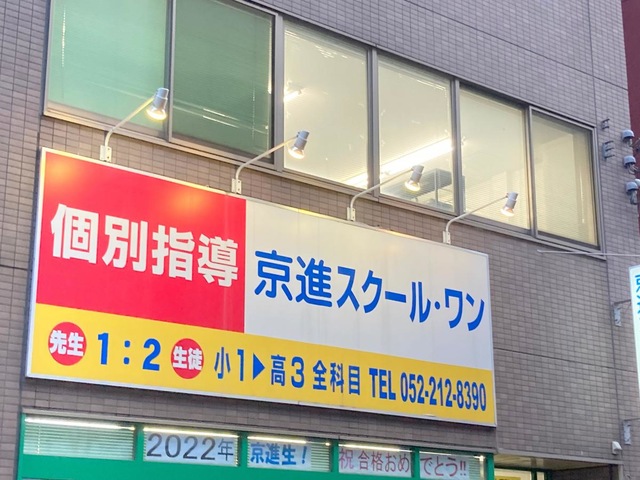 個別指導
京進スクール・ワン
先生 1:2 生徒 小1▶高3 全科目 TEL 052-212-8390
2022年 京進生! 祝合格おめでとう!!